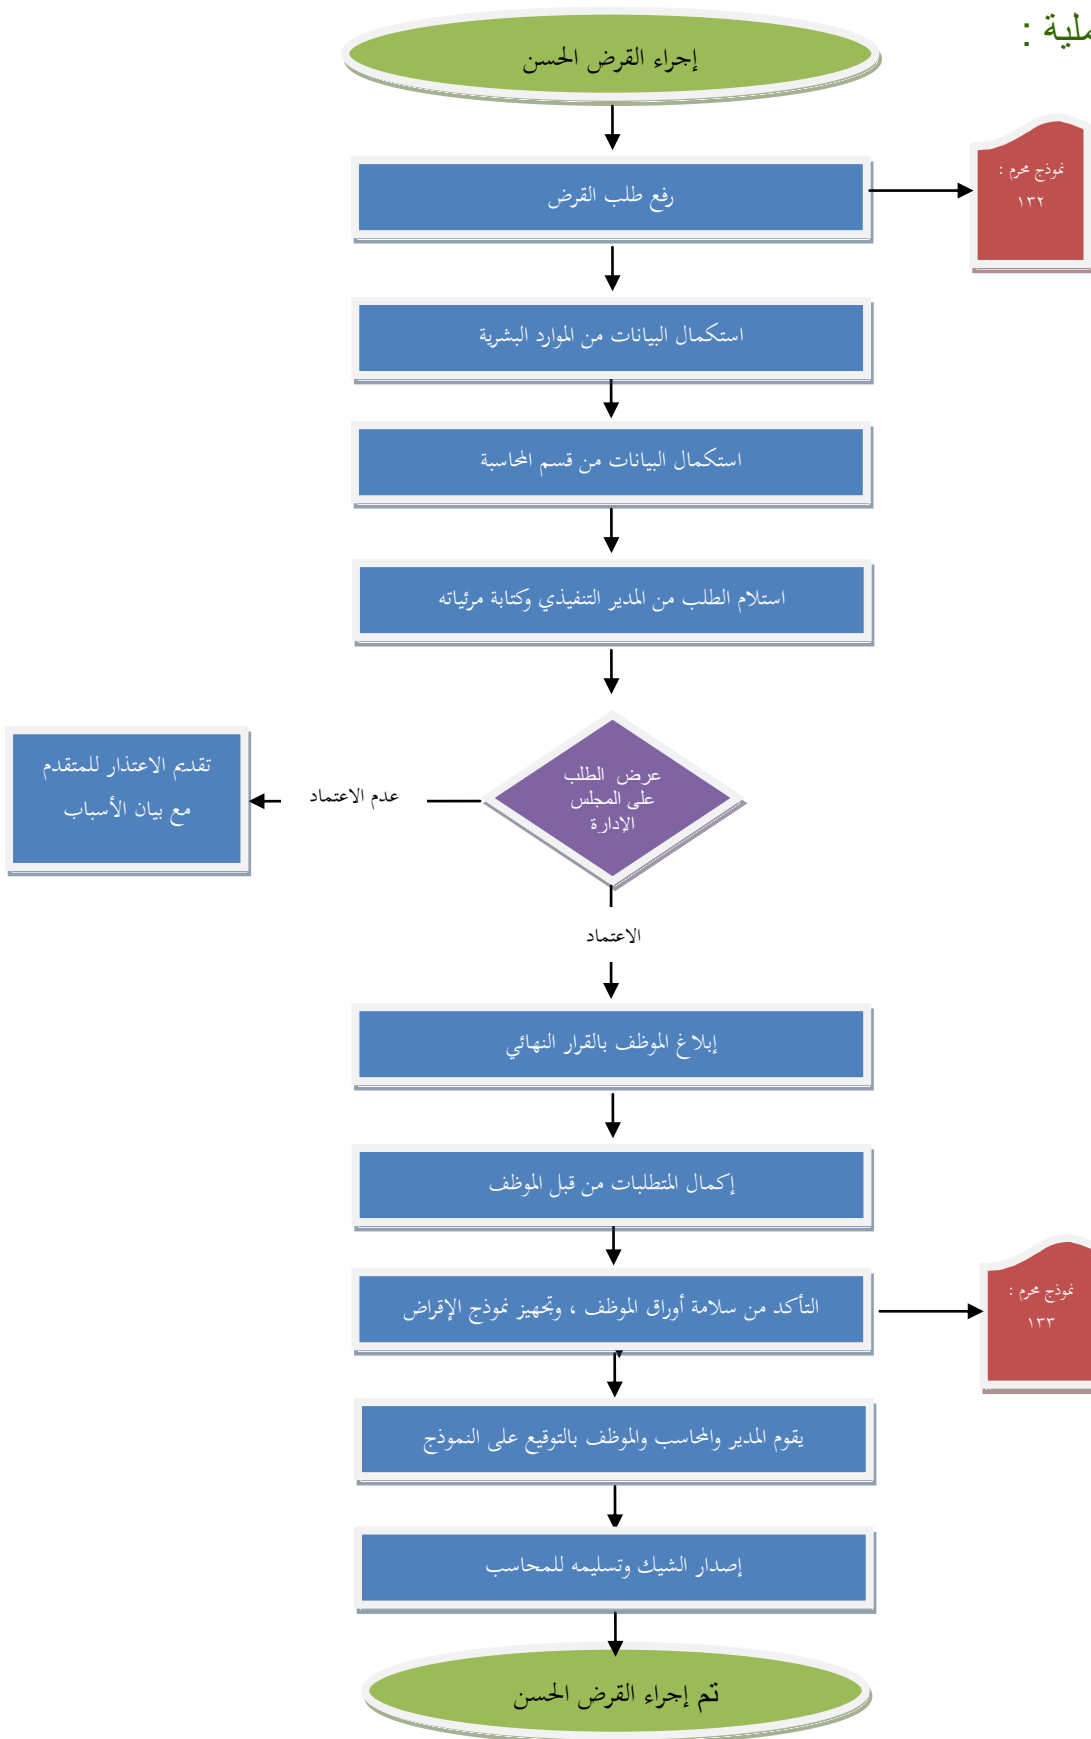 إجراء القرض الحسن
رفع طلب القرض
نموذج محرم :
١٣٢
استكمال البيانات من الموارد البشرية
استكمال البيانات من قسم المحاسبة
استلام الطلب من المدير التنفيذي وكتابة مرئياته
عرض الطلب
على المجلس
الإدارة
عدم الاعتماد
تقديم الاعتذار للمتقدم
مع بيان الأسباب
الاعتماد
إبلاغ الموظف بالقرار النهائي
إكمال المتطلبات من قبل الموظف
التأكد من سلامة أوراق الموظف ، وتجهيز نموذج الإقراض
نموذج محرم :
١٣٣
يقوم المدير والمحاسب والموظف بالتوقيع على النموذج
إصدار الشيك وتسليمه للمحاسب
تم إجراء القرض الحسن